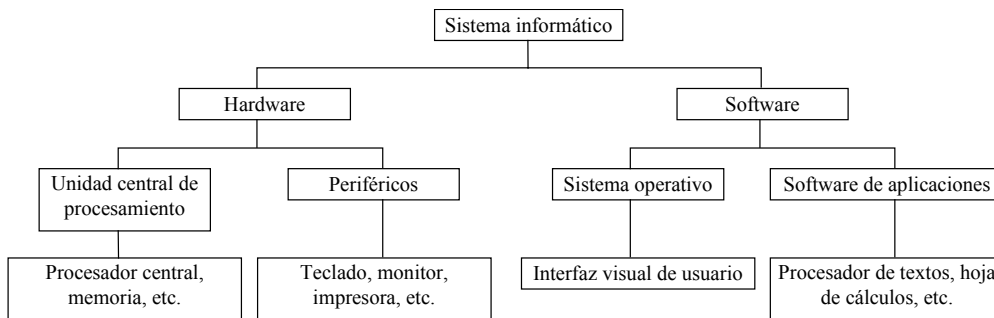 Sistema informático
Hardware
Software
Unidad central de
procesamiento
Periféricos
Sistema operativo
Software de aplicaciones
Procesador central,
memoria, etc.
Teclado, monitor,
impresora, etc.
Interfaz visual de usuario
Procesador de textos, hoja
de cálculos, etc.